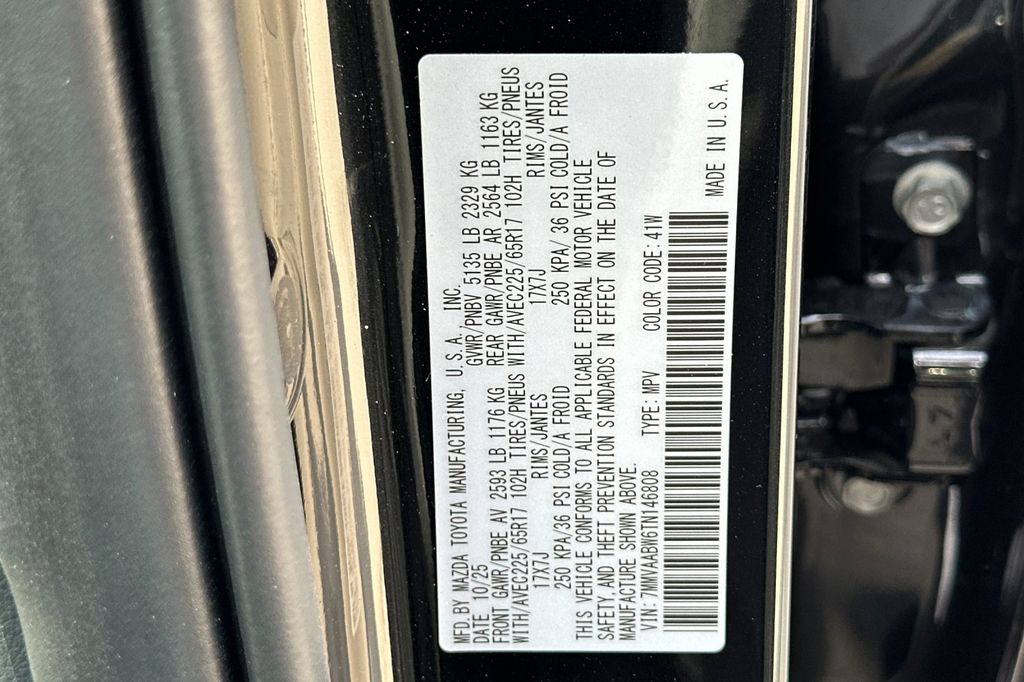 MFD. BY MAZDA TOYOTA MANUFACTURING, U.S.A., INC.
DATE 10/25 GVWR/PNBV 5135 LB 2329 KG
FRONT GAWR/PNBE AV 2593 LB 1176 KG REAR GAWR/PNBE AR 2564 LB 1163 KG
WITH/AVEC225/65R17 102H TIRES/PNEUS WITH/AVEC225/65R17 102H TIRES/PNEUS
17X7J RIMS/JANTES 17X7J RIMS/JANTES
250 KPA/36 PSI COLD/A FROID 250 KPA/ 36 PSI COLD/A FROID
THIS VEHICLE CONFORMS TO ALL APPLICABLE FEDERAL MOTOR VEHICLE
SAFETY, AND THEFT PREVENTION STANDARDS IN EFFECT ON THE DATE OF
MANUFACTURE SHOWN ABOVE.
VIN: 7MMVAABW6TN146808 TYPE: MPV COLOR CODE: 41W
MADE IN U.S.A.